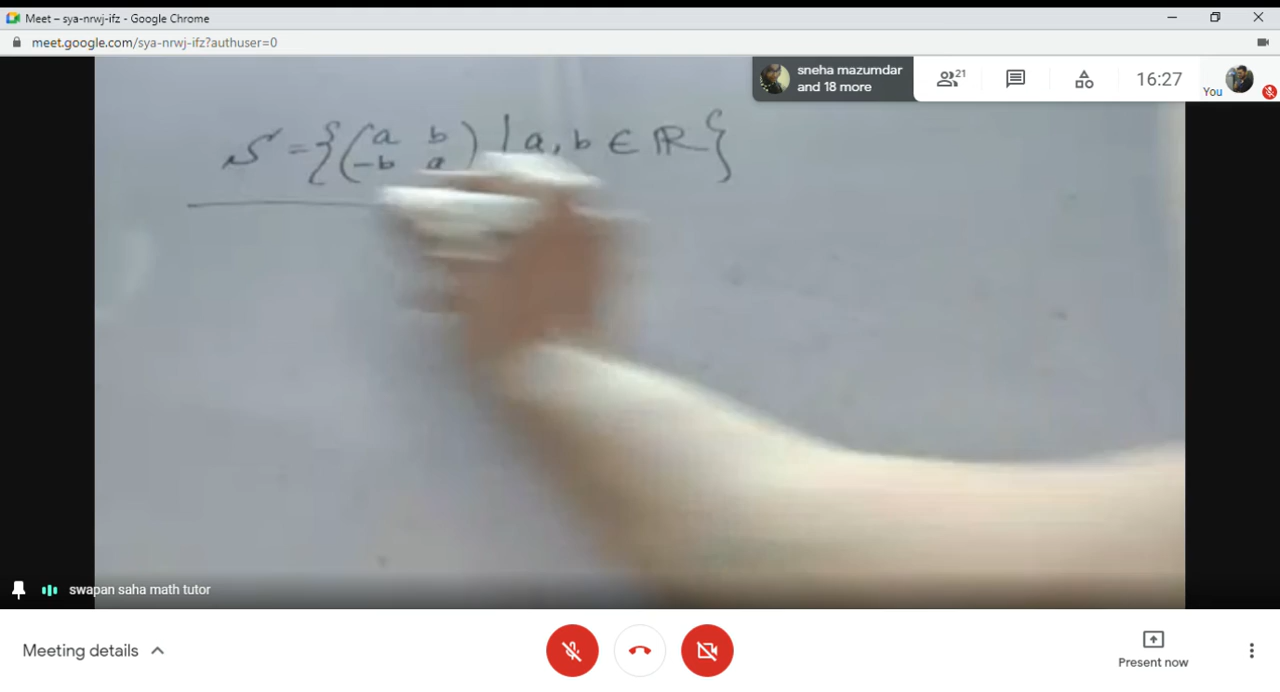 Meet – sya-nrwj-ifz - Google Chrome
meet.google.com/sya-nrwj-ifz?authuser=0
sneha mazumdar
and 18 more
21
16:27
You
S = {(a b
-b a) | a, b ∈ ℝ}
swapan saha math tutor
Meeting details
Present now